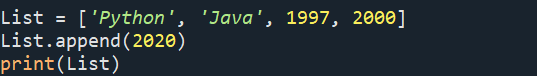 List = ['Python', 'Java', 1997, 2000]
List.append(2020)
print(List)